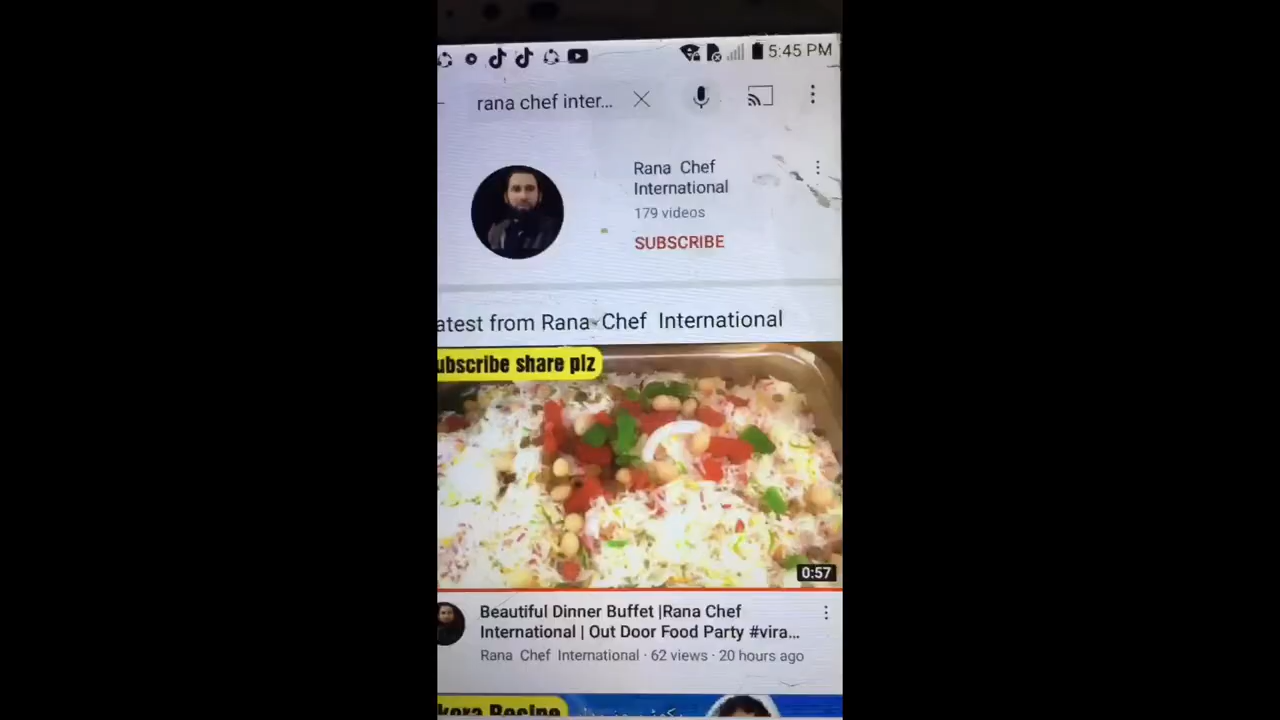 5:45 PM
rana chef inter...
Rana Chef
International
179 videos
SUBSCRIBE
atest from Rana Chef International
ubscribe share plz
0:57
Beautiful Dinner Buffet |Rana Chef
International | Out Door Food Party #vira...
Rana Chef International · 62 views · 20 hours ago
kora Recipe